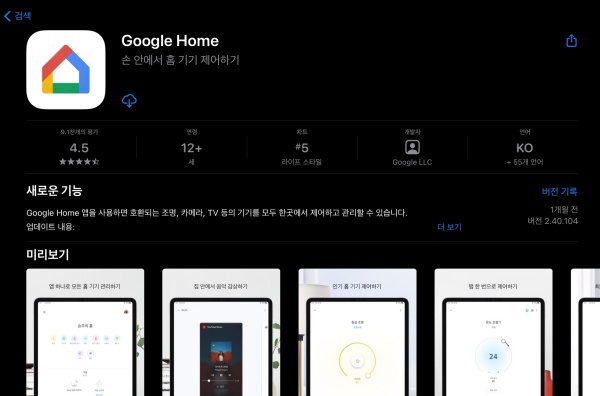 검색
Google Home
손 안에서 홈 기기 제어하기
9.1천개의 평가
4.5
연령
12+
세
차트
#5
라이프 스타일
개발자
Google LLC
언어
KO
+ 55개 언어
새로운 기능
버전 기록
Google Home 앱을 사용하면 호환되는 조명, 카메라, TV 등의 기기를 모두 한곳에서 제어하고 관리할 수 있습니다.
1개월 전
업데이트 내용:
더 보기
버전 2.40.104
미리보기
앱 하나로 모든 홈 기기 관리하기
집 안에서 음악 감상하기
인기 홈 기기 제어하기
탭 한 번으로 제어하기
24